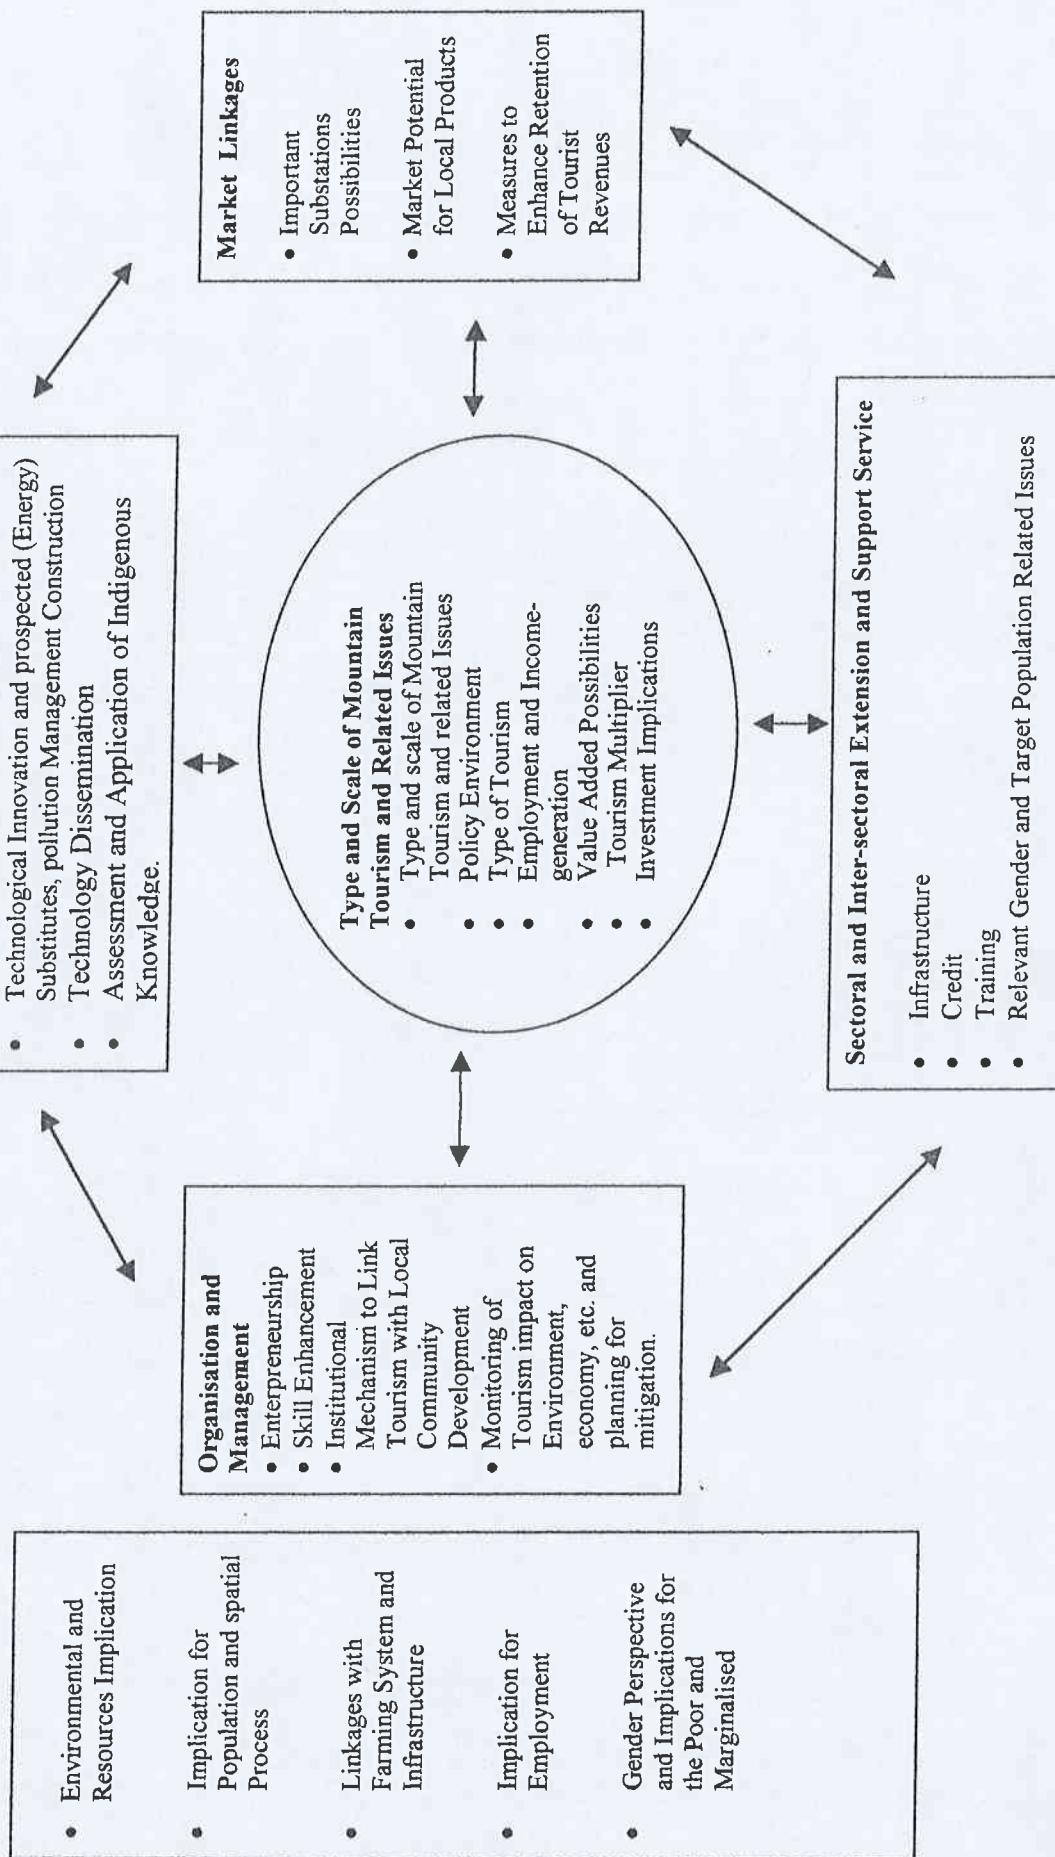 • Environmental and
Resources Implication
• Implication for
Population and spatial
Process
• Linkages with
Farming System and
Infrastructure
• Implication for
Employment
• Gender Perspective
and Implications for
the Poor and
Marginalised
Organisation and
Management
• Enterpreneurship
• Skill Enhancement
• Institutional
Mechanism to Link
Tourism with Local
Community
Development
• Monitoring of
Tourism impact on
Environment,
economy, etc. and
planning for
mitigation.
• Technological Innovation and prospected (Energy)
Substitutes, pollution Management Construction
• Technology Dissemination
• Assessment and Application of Indigenous
Knowledge.
Type and Scale of Mountain
Tourism and Related Issues
• Type and scale of Mountain
Tourism and related Issues
• Policy Environment
• Type of Tourism
• Employment and Income-
generation
• Value Added Possibilities
• Tourism Multiplier
• Investment Implications
Sectoral and Inter-sectoral Extension and Support Service
• Infrastructure
• Credit
• Training
• Relevant Gender and Target Population Related Issues
Market Linkages
• Important
Substations
Possibilities
• Market Potential
for Local Products
• Measures to
Enhance Retention
of Tourist
Revenues